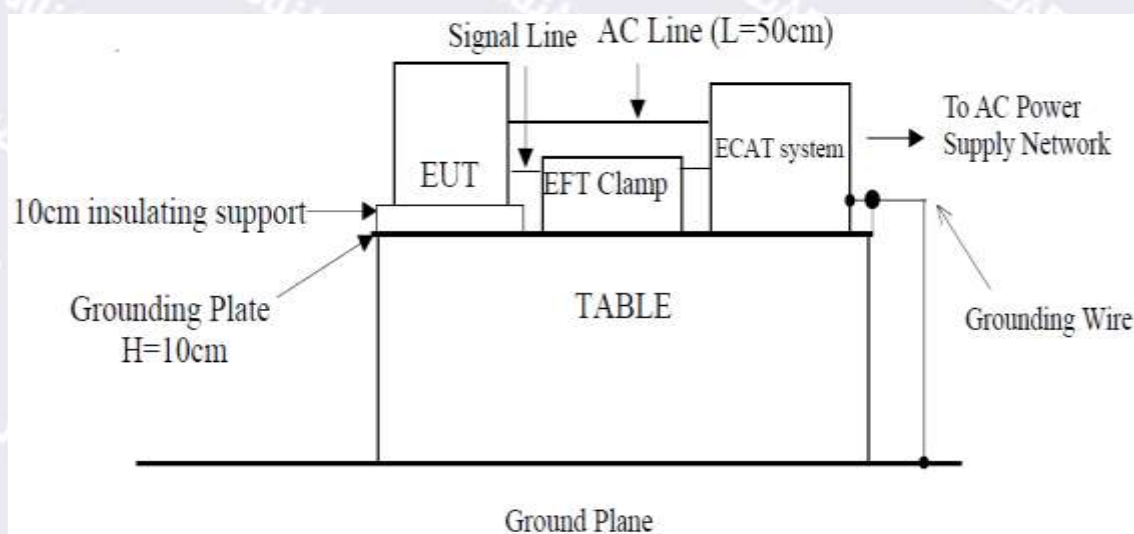 Signal Line AC Line (L=50cm)
To AC Power
Supply Network
ECAT system
EUT
EFT Clamp
10cm insulating support
Grounding Plate
H=10cm
TABLE
Grounding Wire
Ground Plane